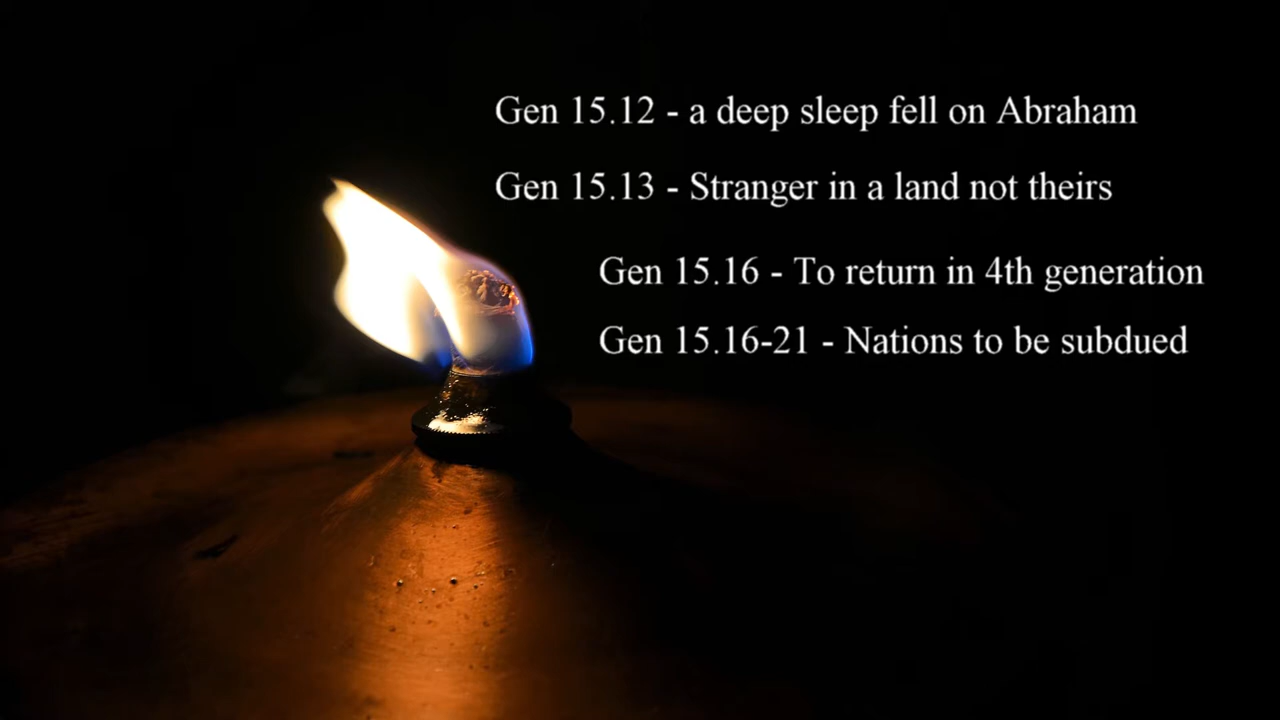 Gen 15.12 - a deep sleep fell on Abraham
Gen 15.13 - Stranger in a land not theirs
Gen 15.16 - To return in 4th generation
Gen 15.16-21 - Nations to be subdued